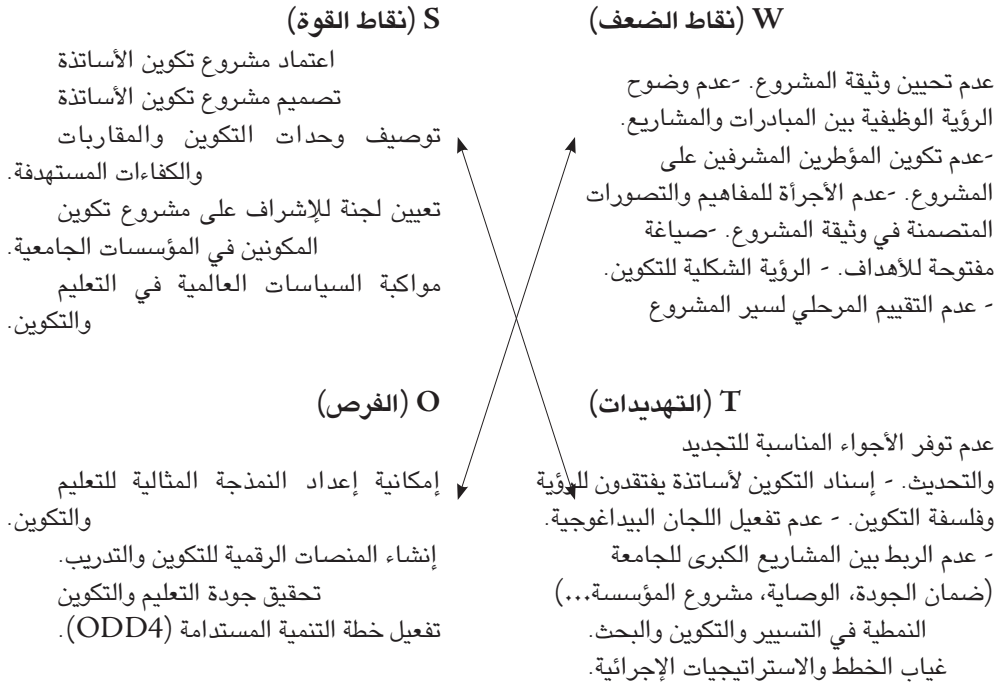 W (نقاط الضعف)
عدم تحيين وثيقة المشروع. -عدم وضوح
الرؤية الوظيفية بين المبادرات والمشاريع.
-عدم تكوين المؤطرين المشرفين على
المشروع. -عدم الأجرأة للمفاهيم والتصورات
المتصمنة في وثيقة المشروع. -صياغة
مفتوحة للأهداف. - الرؤية الشكلية للتكوين.
- عدم التقييم المرحلي لسير المشروع
S (نقاط القوة)
اعتماد مشروع تكوين الأساتذة
تصميم مشروع تكوين الأساتذة
توصيف وحدات التكوين والمقاربات
والكفاءات المستهدفة.
تعيين لجنة للإشراف على مشروع تكوين
المكونين في المؤسسات الجامعية.
مواكبة السياسات العالمية في التعليم
والتكوين.
T (التهديدات)
عدم توفر الأجواء المناسبة للتجديد
والتحديث. - إسناد التكوين لأساتذة يفتقدون للرؤية
وفلسفة التكوين. - عدم تفعيل اللجان البيداغوجية.
- عدم الربط بين المشاريع الكبرى للجامعة
(ضمان الجودة، الوصاية، مشروع المؤسسة...)
النمطية في التسيير والتكوين والبحث.
غياب الخطط والاستراتيجيات الإجرائية.
O (الفرص)
إمكانية إعداد النمذجة المثالية للتعليم
والتكوين.
إنشاء المنصات الرقمية للتكوين والتدريب.
تحقيق جودة التعليم والتكوين
تفعيل خطة التنمية المستدامة (ODD4).